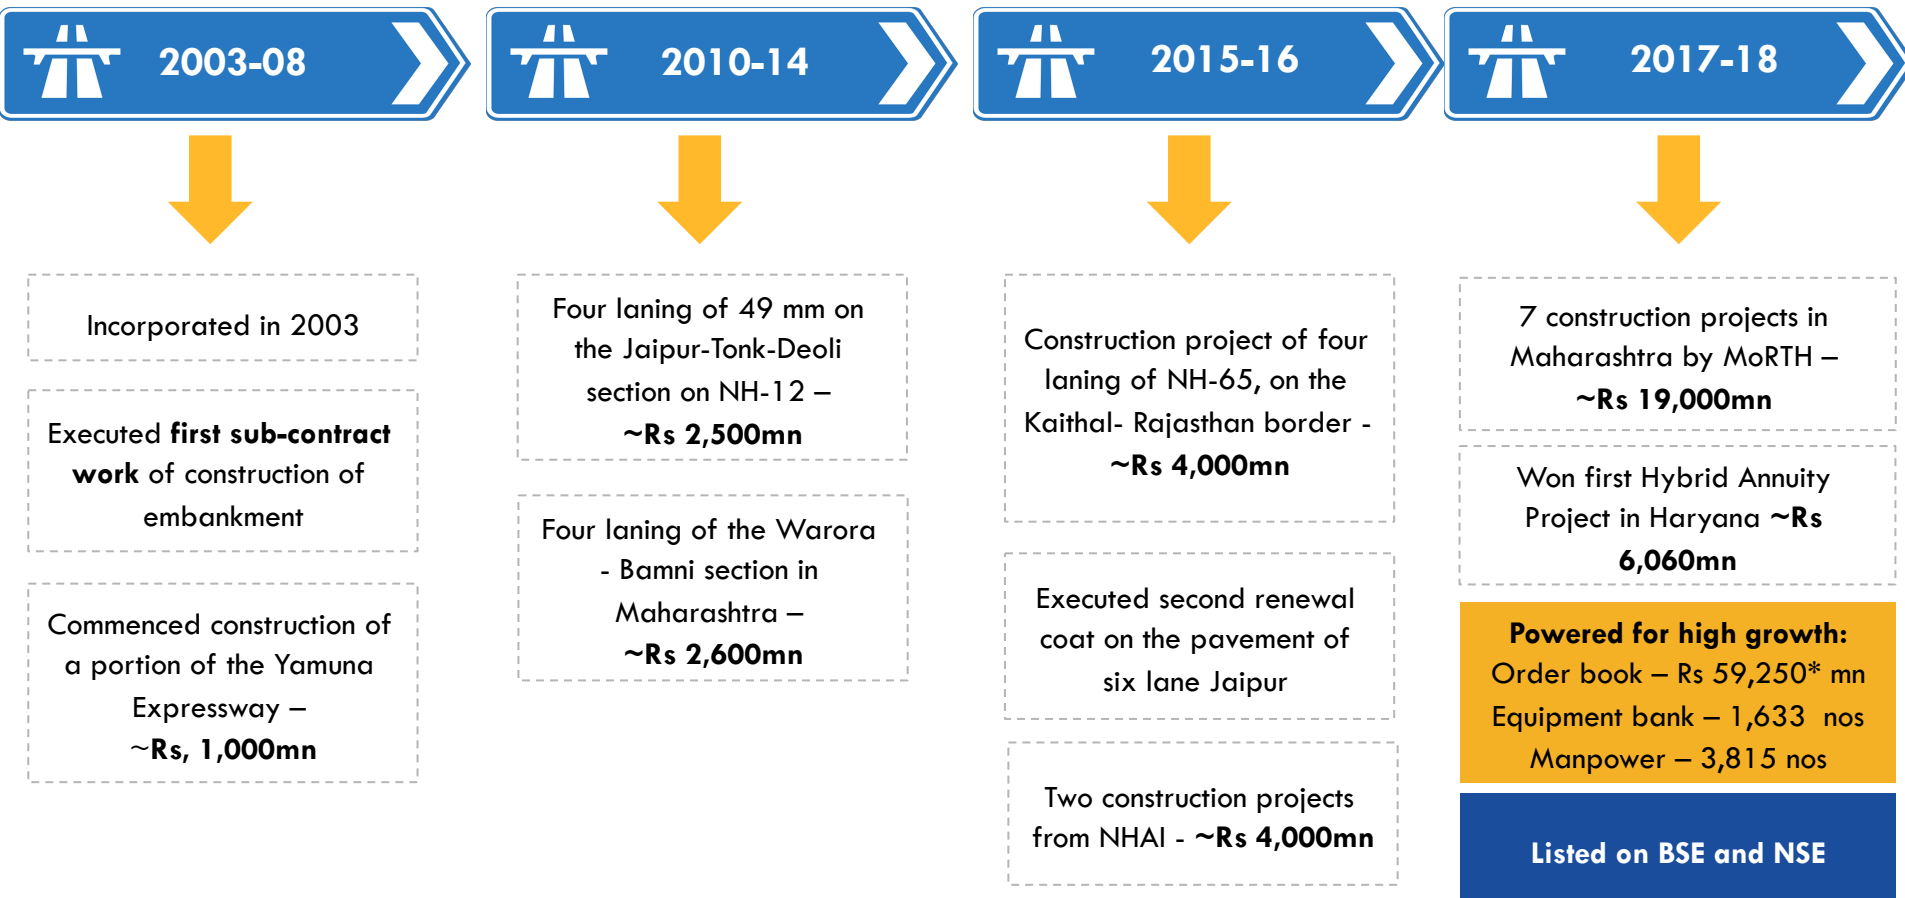 2003-08
Incorporated in 2003
Executed first sub-contract
work of construction of
embankment
Commenced construction of
a portion of the Yamuna
Expressway –
~Rs, 1,000mn
2010-14
Four laning of 49 mm on
the Jaipur-Tonk-Deoli
section on NH-12 –
~Rs 2,500mn
Four laning of the Warora
- Bamni section in
Maharashtra –
~Rs 2,600mn
2015-16
Construction project of four
laning of NH-65, on the
Kaithal- Rajasthan border -
~Rs 4,000mn
Executed second renewal
coat on the pavement of
six lane Jaipur
Two construction projects
from NHAI - ~Rs 4,000mn
2017-18
7 construction projects in
Maharashtra by MoRTH –
~Rs 19,000mn
Won first Hybrid Annuity
Project in Haryana ~Rs
6,060mn
Powered for high growth:
Order book – Rs 59,250* mn
Equipment bank – 1,633 nos
Manpower – 3,815 nos
Listed on BSE and NSE